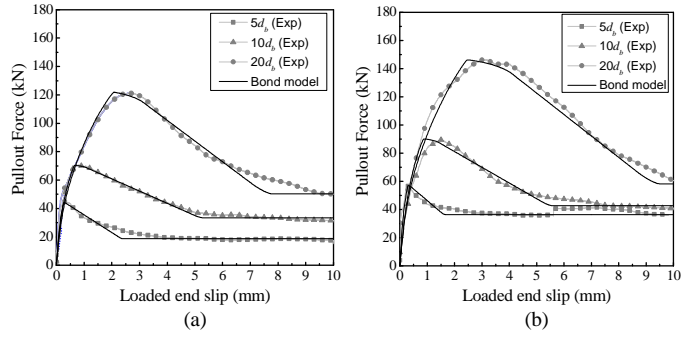 (a)
180
160
140
120
100
80
60
40
20
0
0 1 2 3 4 5 6 7 8 9 10
Pullout Force (kN)
Loaded end slip (mm)
5d_b (Exp)
10d_b (Exp)
20d_b (Exp)
Bond model
(a)
(b)
180
160
140
120
100
80
60
40
20
0
0 1 2 3 4 5 6 7 8 9 10
Pullout Force (kN)
Loaded end slip (mm)
5d_b (Exp)
10d_b (Exp)
20d_b (Exp)
Bond model
(b)